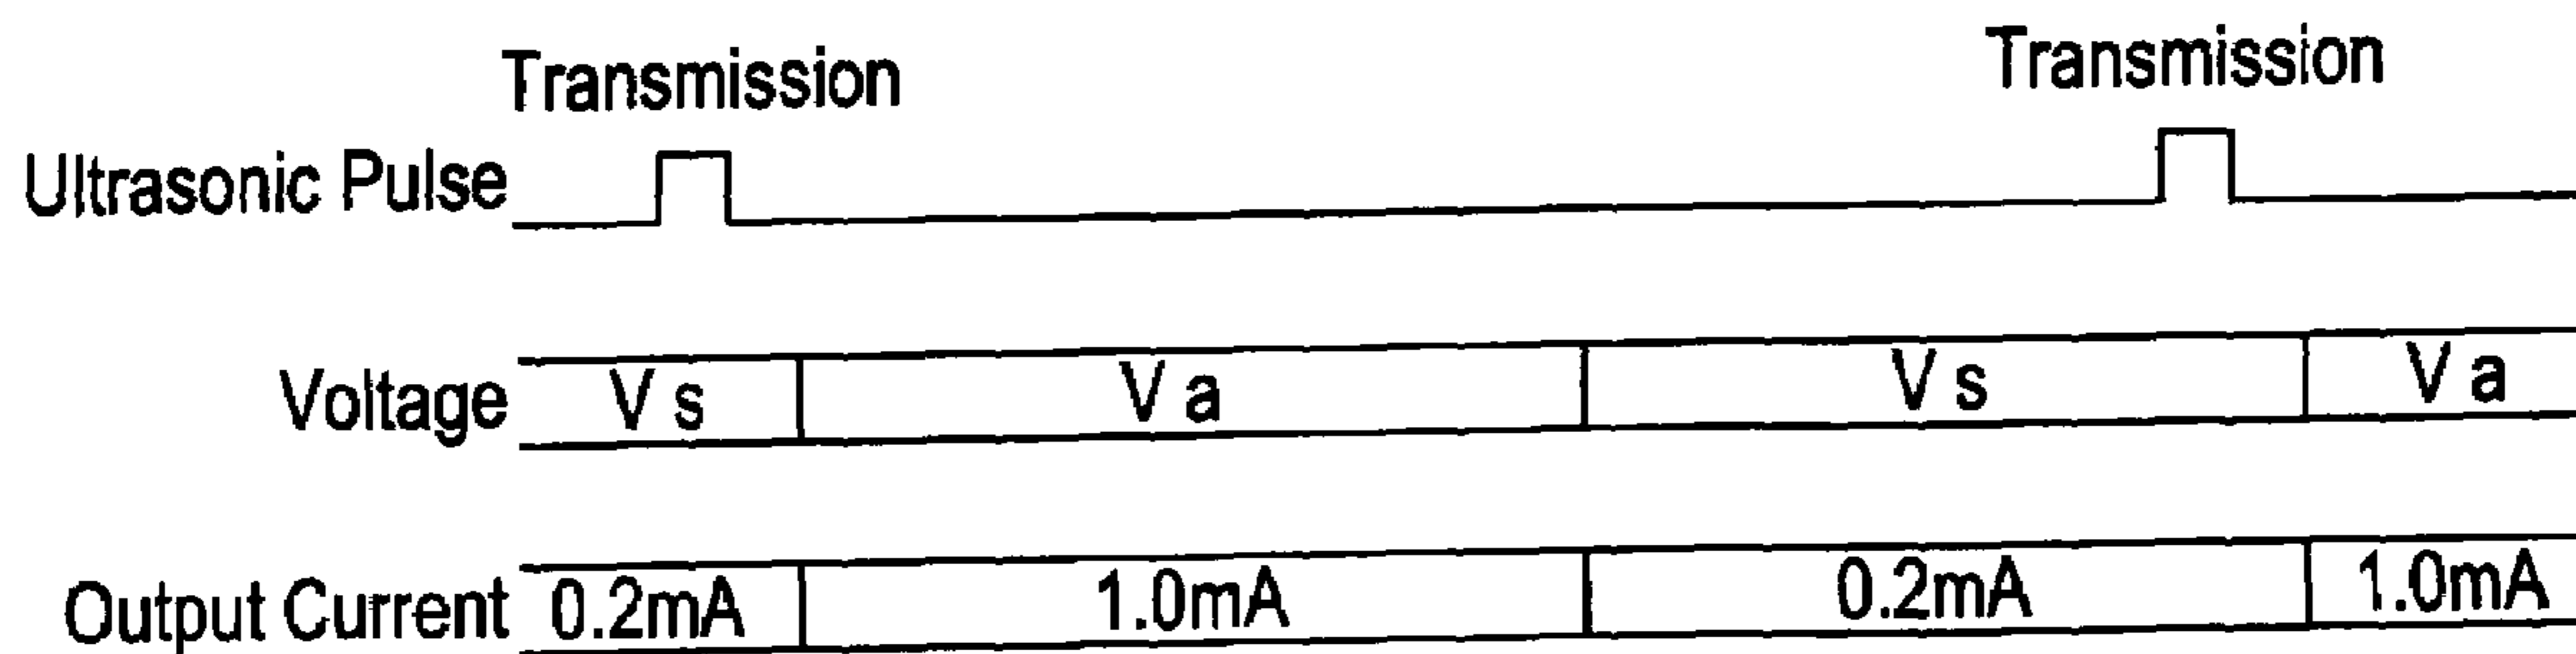 Transmission Transmission
Ultrasonic Pulse
Voltage V s V a V s V a
Output Current 0.2mA 1.0mA 0.2mA 1.0mA